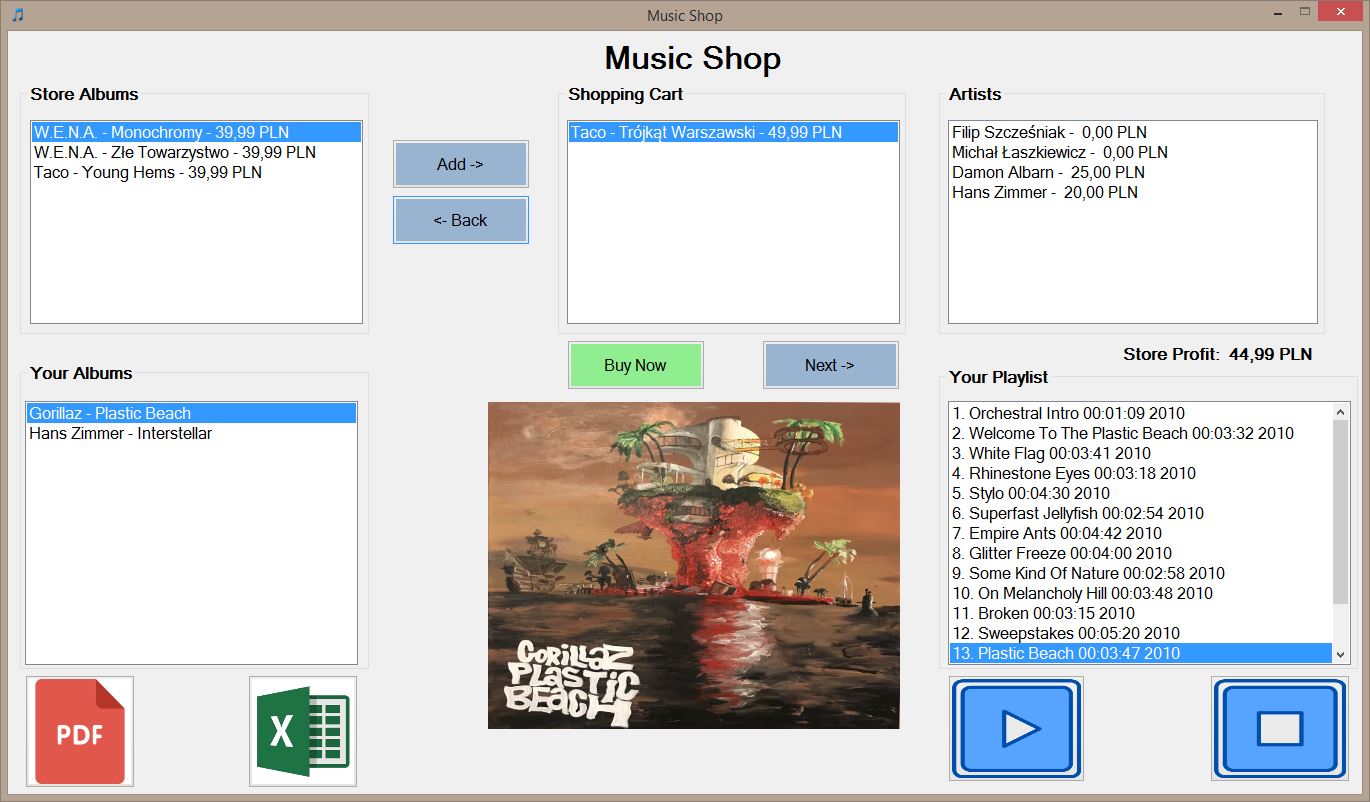 Music Shop
Music Shop
Store Albums
W.E.N.A. - Monochromy - 39,99 PLN
W.E.N.A. - Złe Towarzystwo - 39,99 PLN
Taco - Young Hems - 39,99 PLN
Add ->
<- Back
Shopping Cart
Taco - Trójkąt Warszawski - 49,99 PLN
Buy Now
Next ->
Artists
Filip Szcześniak -  0,00 PLN
Michał Łaszkiewicz -  0,00 PLN
Damon Albarn -  25,00 PLN
Hans Zimmer -  20,00 PLN
Store Profit:  44,99 PLN
Your Albums
Gorillaz - Plastic Beach
Hans Zimmer - Interstellar
GORILLAZ
PLASTIC
BEACH
Your Playlist
1. Orchestral Intro 00:01:09 2010
2. Welcome To The Plastic Beach 00:03:32 2010
3. White Flag 00:03:41 2010
4. Rhinestone Eyes 00:03:18 2010
5. Stylo 00:04:30 2010
6. Superfast Jellyfish 00:02:54 2010
7. Empire Ants 00:04:42 2010
8. Glitter Freeze 00:04:00 2010
9. Some Kind Of Nature 00:02:58 2010
10. On Melancholy Hill 00:03:48 2010
11. Broken 00:03:15 2010
12. Sweepstakes 00:05:20 2010
13. Plastic Beach 00:03:47 2010
PDF
X